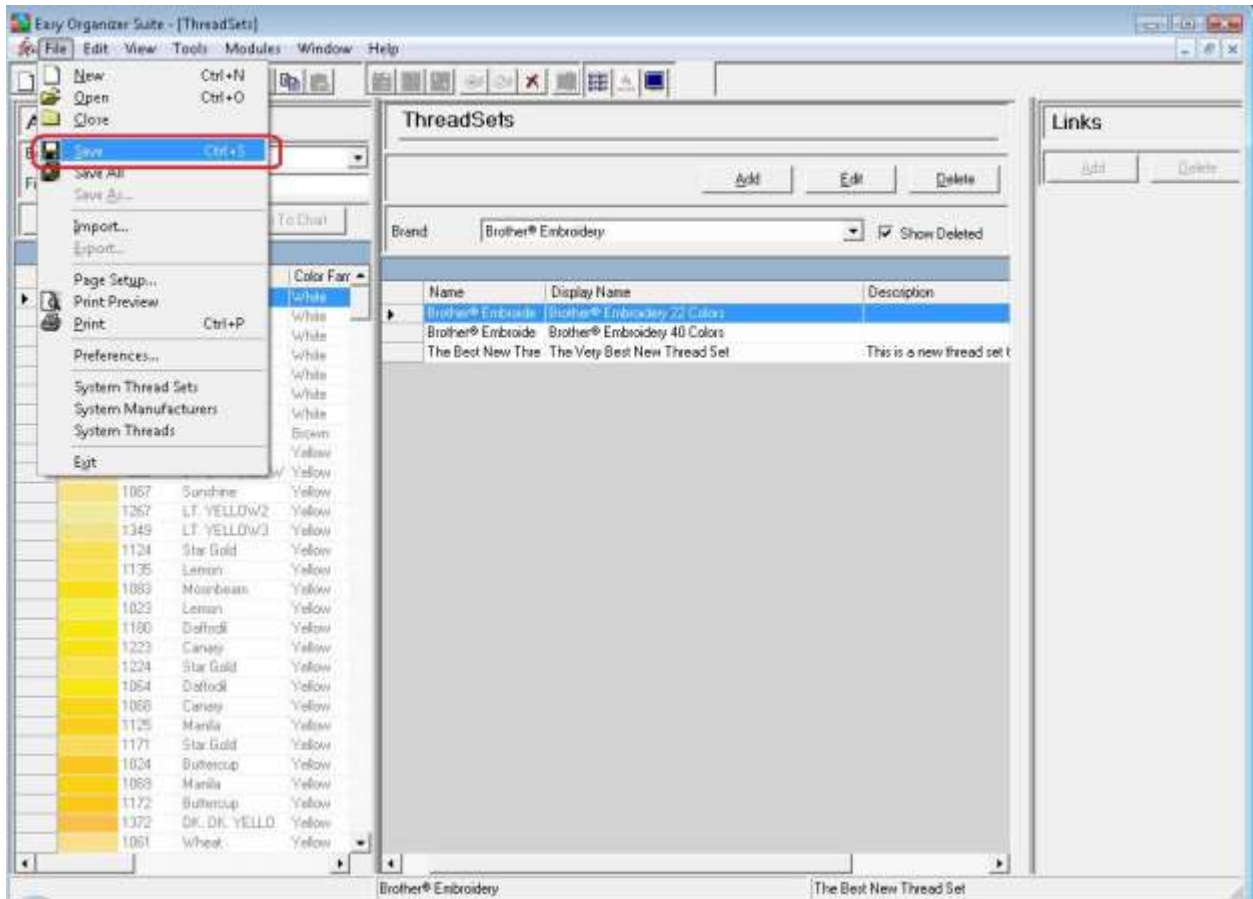 Easy Organizer Suite - [ThreadSets]
File Edit View Tools Modules Window Help
New Ctrl+N
Open Ctrl+O
Close
Save Ctrl+S
Save All
Save As...
Import...
Export...
Page Setup...
Print Preview
Print Ctrl+P
Preferences...
System Thread Sets
System Manufacturers
System Threads
Exit
To Chart
Color Farr
White
White
White
White
White
White
White
Brown
Yellow
Yellow
1067 Sunshine Yellow
1267 LT. YELLOW2 Yellow
1349 LT. YELLOW3 Yellow
1124 Star Gold Yellow
1135 Lemon Yellow
1083 Moonbeam Yellow
1023 Lemon Yellow
1180 Daffodil Yellow
1223 Canary Yellow
1224 Star Gold Yellow
1064 Daffodil Yellow
1068 Canary Yellow
1125 Manila Yellow
1171 Star Gold Yellow
1024 Buttercup Yellow
1069 Manila Yellow
1172 Buttercup Yellow
1372 DK. DK. YELLO Yellow
1061 Wheat Yellow
ThreadSets
Add Edit Delete
Brand Brother® Embroidery Show Deleted
Name Display Name Description
Brother® Embroide Brother® Embroidery 22 Colors
Brother® Embroide Brother® Embroidery 40 Colors
The Best New Thre The Very Best New Thread Set This is a new thread set t
Links
Add Delete
Brother® Embroidery The Best New Thread Set